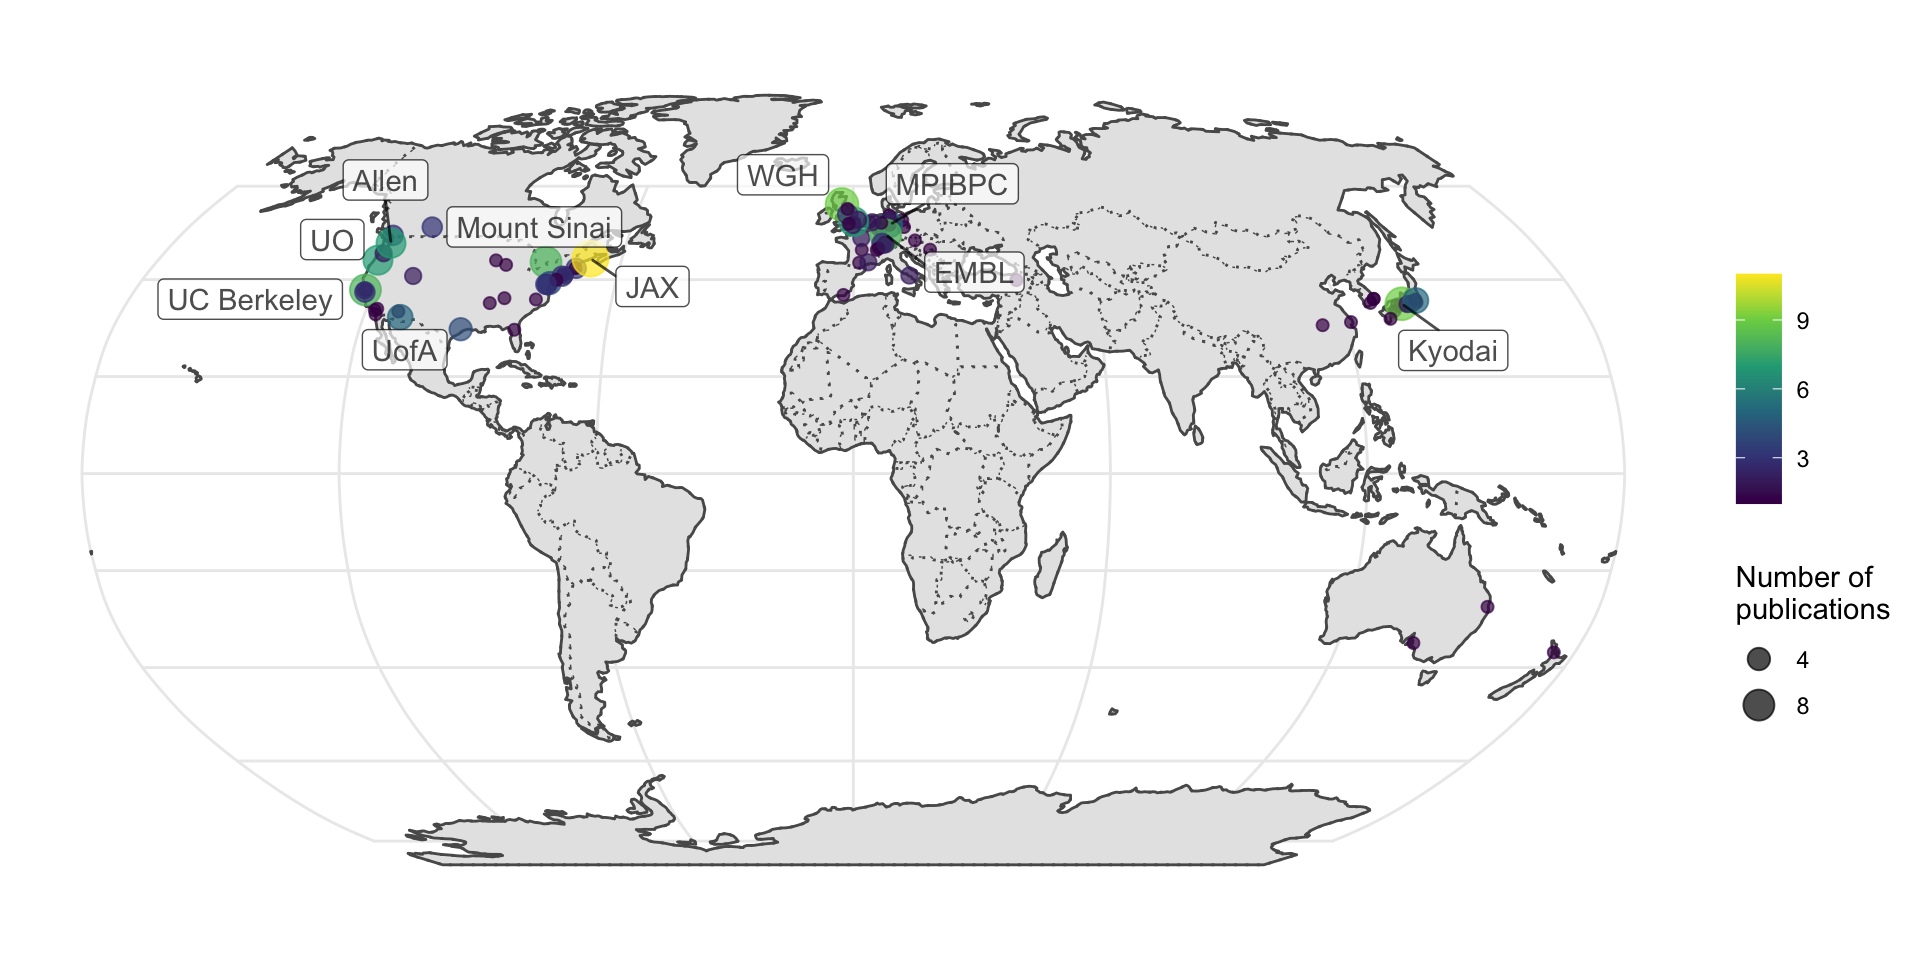 WGH
MPIBPC
Allen
Mount Sinai
UO
EMBL
JAX
UC Berkeley
UofA
Kyodai
9
6
3
Number of
publications
4
8